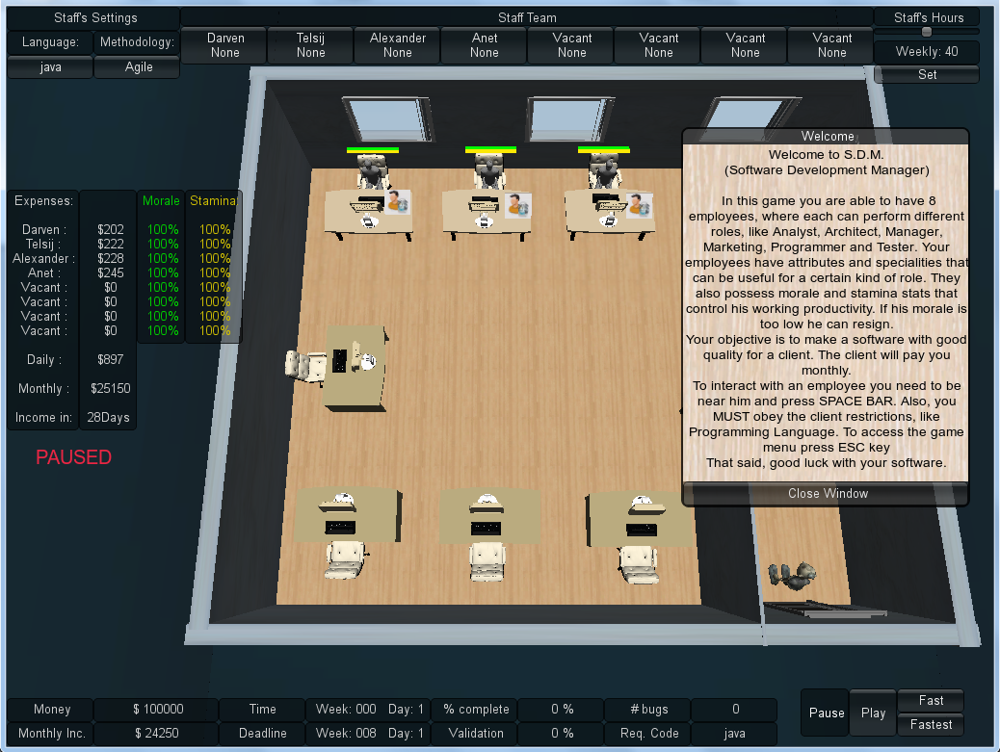 Staff's Settings
Staff Team
Staff's Hours
Language: Methodology:
java Agile
Darven None
Telsij None
Alexander None
Anet None
Vacant None
Vacant None
Vacant None
Vacant None
Weekly: 40
Set
Expenses: Morale Stamina:
Darven : $202 100% 100%
Telsij : $222 100% 100%
Alexander : $228 100% 100%
Anet : $245 100% 100%
Vacant : $0 100% 100%
Vacant : $0 100% 100%
Vacant : $0 100% 100%
Vacant : $0 100% 100%
Daily : $897
Monthly : $25150
Income in: 28Days
PAUSED
Welcome
Welcome to S.D.M.
(Software Development Manager)
In this game you are able to have 8
employees, where each can perform different
roles, like Analyst, Architect, Manager,
Marketing, Programmer and Tester. Your
employees have attributes and specialities that
can be useful for a certain kind of role. They
also possess morale and stamina stats that
control his working productivity. If his morale is
too low he can resign.
Your objective is to make a software with good
quality for a client. The client will pay you
monthly.
To interact with an employee you need to be
near him and press SPACE BAR. Also, you
MUST obey the client restrictions, like
Programming Language. To access the game
menu press ESC key
That said, good luck with your software.
Close Window
Money $ 100000 Time Week: 000 Day: 1 % complete 0 % # bugs 0
Monthly Inc. $ 24250 Deadline Week: 008 Day: 1 Validation 0 % Req. Code java
Pause Play Fast
Fastest